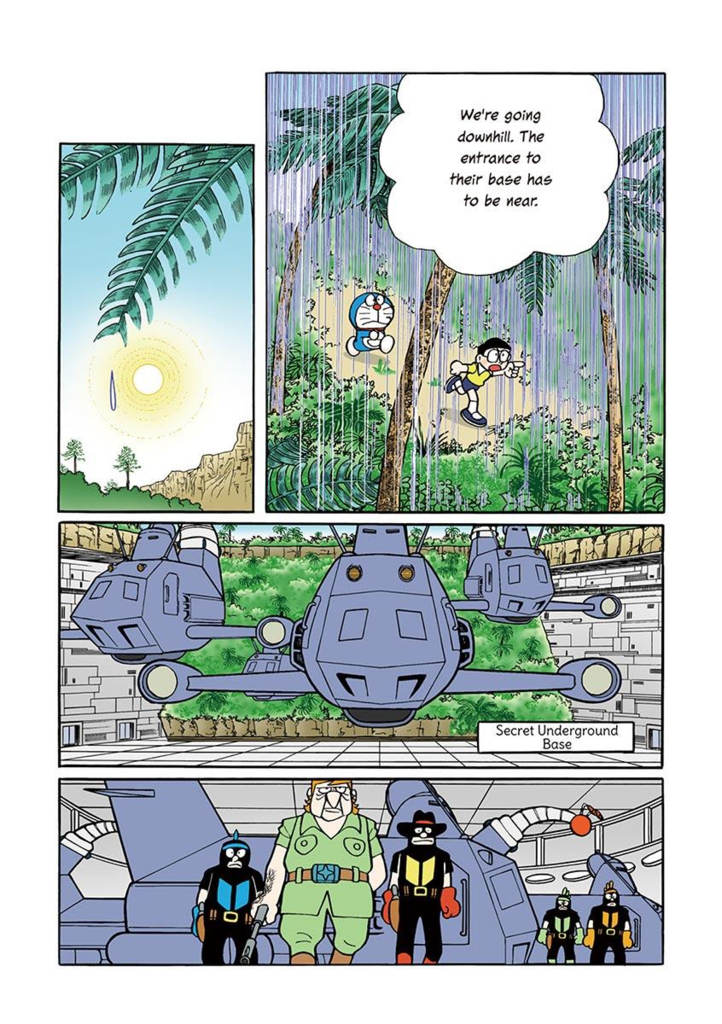 We're going
downhill. The
entrance to
their base has
to be near.
Secret Underground
Base